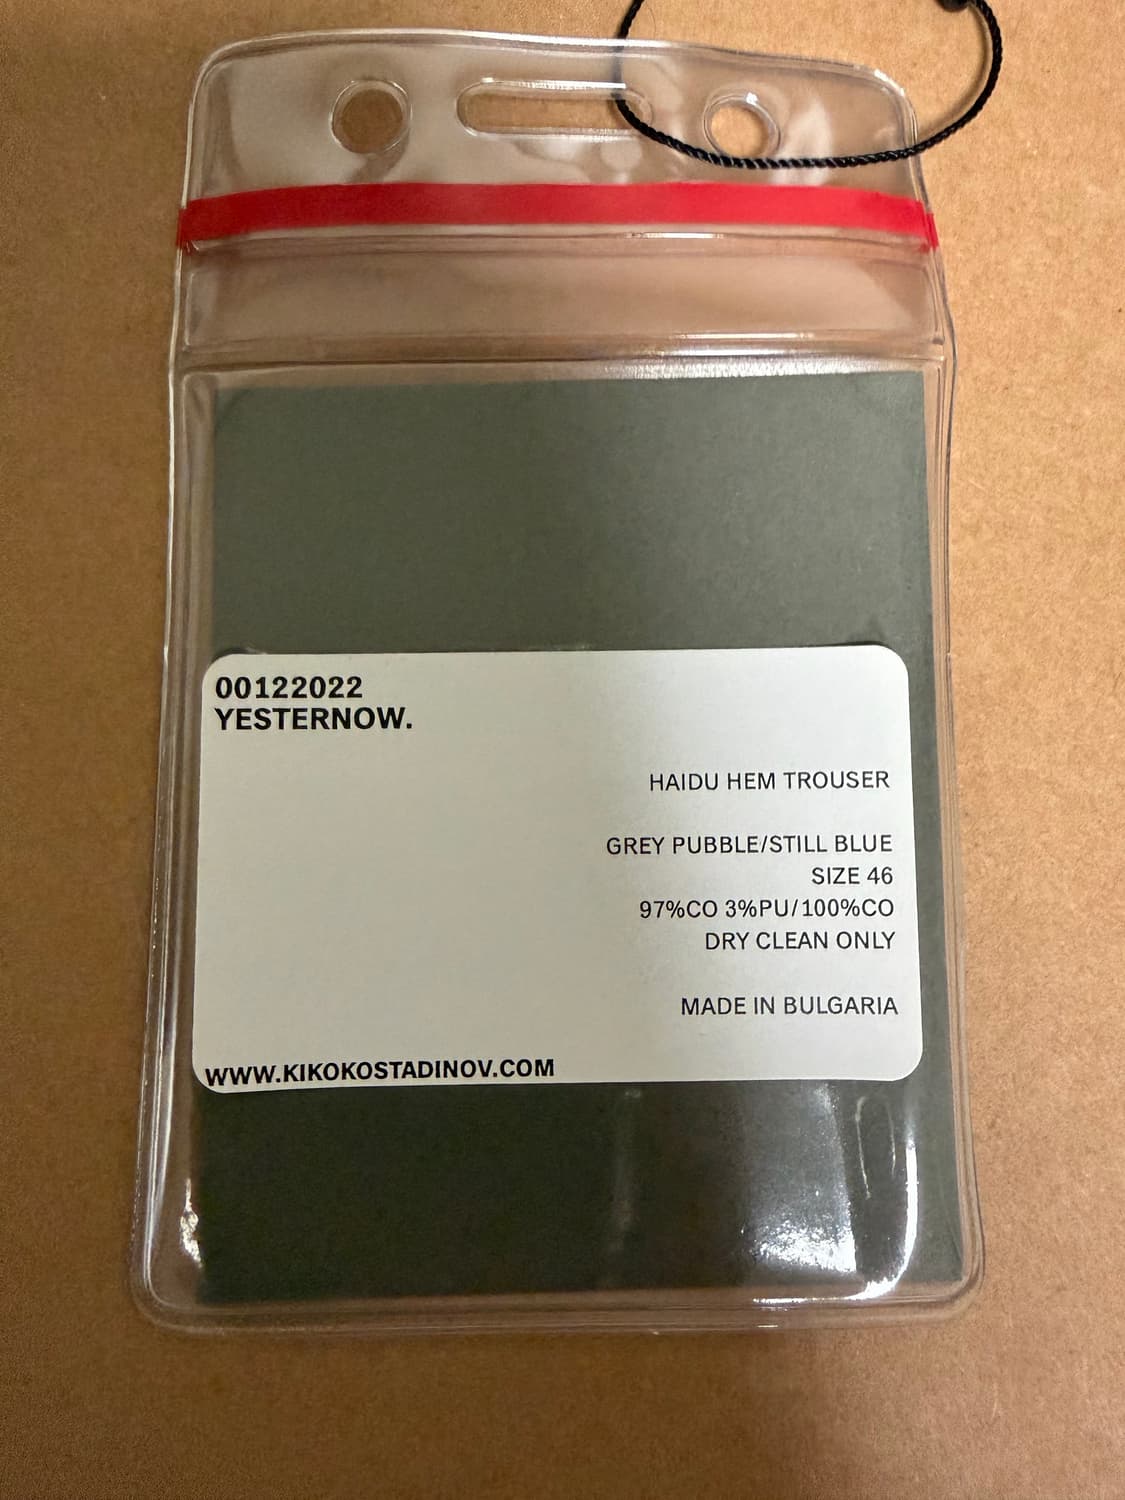 00122022
YESTERNOW.
HAIDU HEM TROUSER
GREY PUBBLE/STILL BLUE
SIZE 46
97%CO 3%PU/100%CO
DRY CLEAN ONLY
MADE IN BULGARIA
WWW.KIKOKOSTADINOV.COM